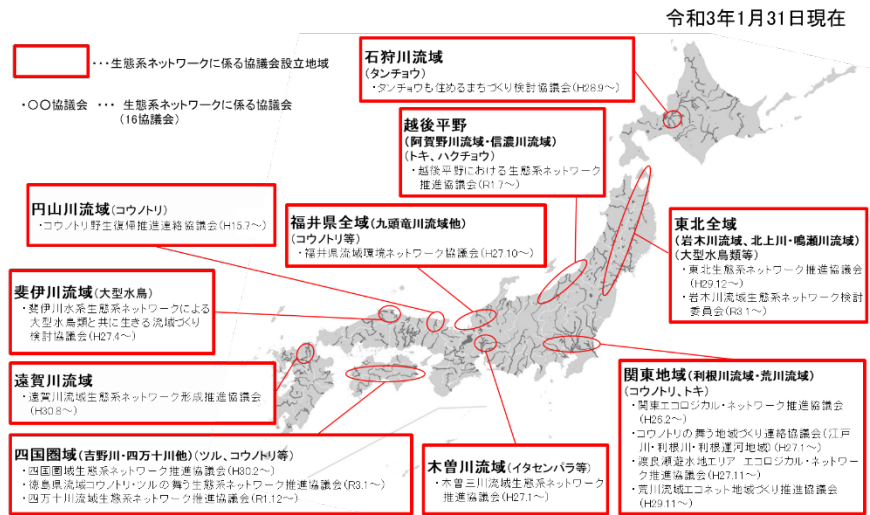 令和3年1月31日現在
・・・生態系ネットワークに係る協議会設立地域
・〇〇協議会 ・・・ 生態系ネットワークに係る協議会
(16協議会)
石狩川流域
(タンチョウ)
・タンチョウも住めるまちづくり検討協議会(H28.9～)
越後平野
(阿賀野川流域・信濃川流域)
(トキ、ハクチョウ)
・越後平野における生態系ネットワーク
推進協議会(R1.7～)
円山川流域(コウノトリ)
・コウノトリ野生復帰推進連絡協議会(H15.7～)
福井県全域(九頭竜川流域他)
(コウノトリ等)
・福井県流域環境ネットワーク協議会(H27.10～)
東北全域
(岩木川流域、北上川・鳴瀬川流域)
(大型水鳥類等)
・東北生態系ネットワーク推進協議会
(H29.12～)
・岩木川流域生態系ネットワーク検討
委員会(R3.1～)
斐伊川流域(大型水鳥)
・斐伊川水系生態系ネットワークによる
大型水鳥類と共に生きる流域づくり
検討協議会(H27.4～)
遠賀川流域
・遠賀川流域生態系ネットワーク形成推進協議会
(H30.8～)
関東地域(利根川流域・荒川流域)
(コウノトリ、トキ)
・関東エコロジカル・ネットワーク推進協議会
(H26.2～)
・コウノトリの舞う地域づくり連絡協議会(江戸
川・利根川・利根運河地域)(H27.1～)
・渡良瀬遊水地エリア エコロジカル・ネットワー
ク推進協議会(H27.11～)
・荒川流域エコネット地域づくり推進協議会
(H29.11～)
四国圏域(吉野川・四万十川他)(ツル、コウノトリ等)
・四国圏域生態系ネットワーク推進協議会(H30.2～)
・徳島県流域コウノトリ・ツルの舞う生態系ネットワーク推進協議会(R3.1～)
・四万十川流域生態系ネットワーク推進協議会(R1.12～)
木曽川流域(イタセンパラ等)
・木曽三川流域生態系ネットワーク
推進協議会(H27.1～)